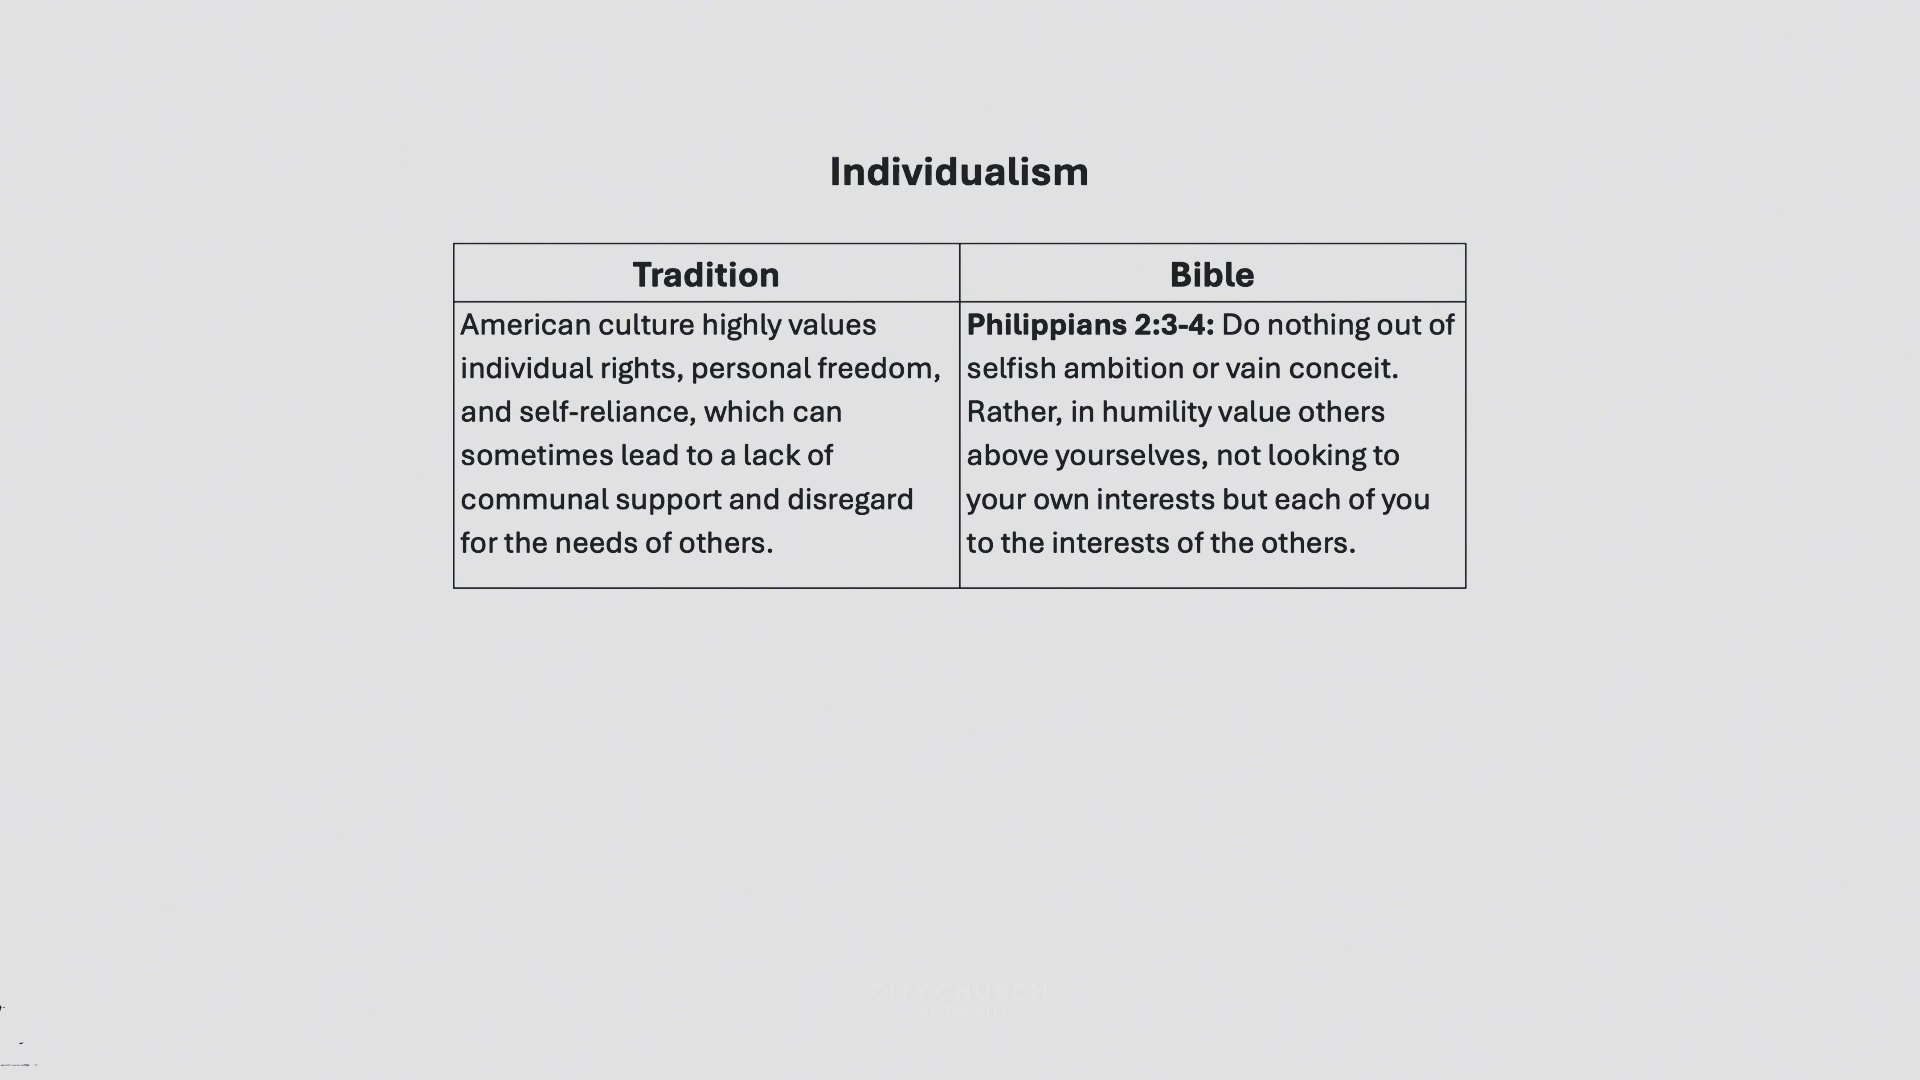 Individualism
Tradition
Bible
American culture highly values
individual rights, personal freedom,
and self-reliance, which can
sometimes lead to a lack of
communal support and disregard
for the needs of others.
Philippians 2:3-4: Do nothing out of
selfish ambition or vain conceit.
Rather, in humility value others
above yourselves, not looking to
your own interests but each of you
to the interests of the others.
CITY CHURCH